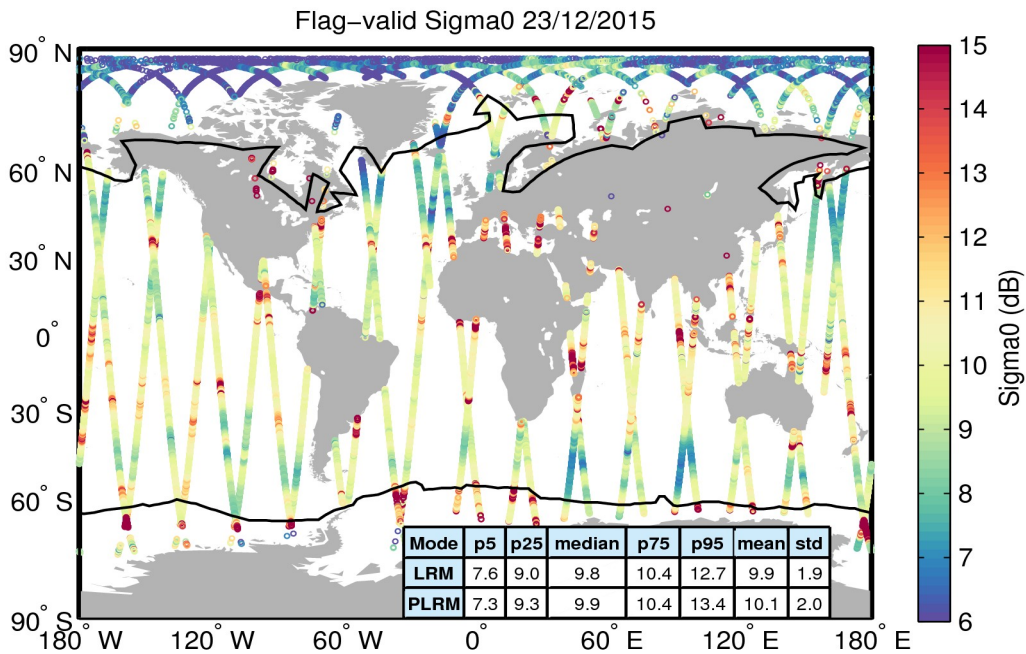 Flag−valid Sigma0 23/12/2015
90° N
60° N
30° N
0°
30° S
60° S
90° S
180° W
120° W
60° W
0°
60° E
120° E
180° E
15
14
13
12
11
10
9
8
7
6
Sigma0 (dB)
Mode p5 p25 median p75 p95 mean std
LRM 7.6 9.0 9.8 10.4 12.7 9.9 1.9
PLRM 7.3 9.3 9.9 10.4 13.4 10.1 2.0